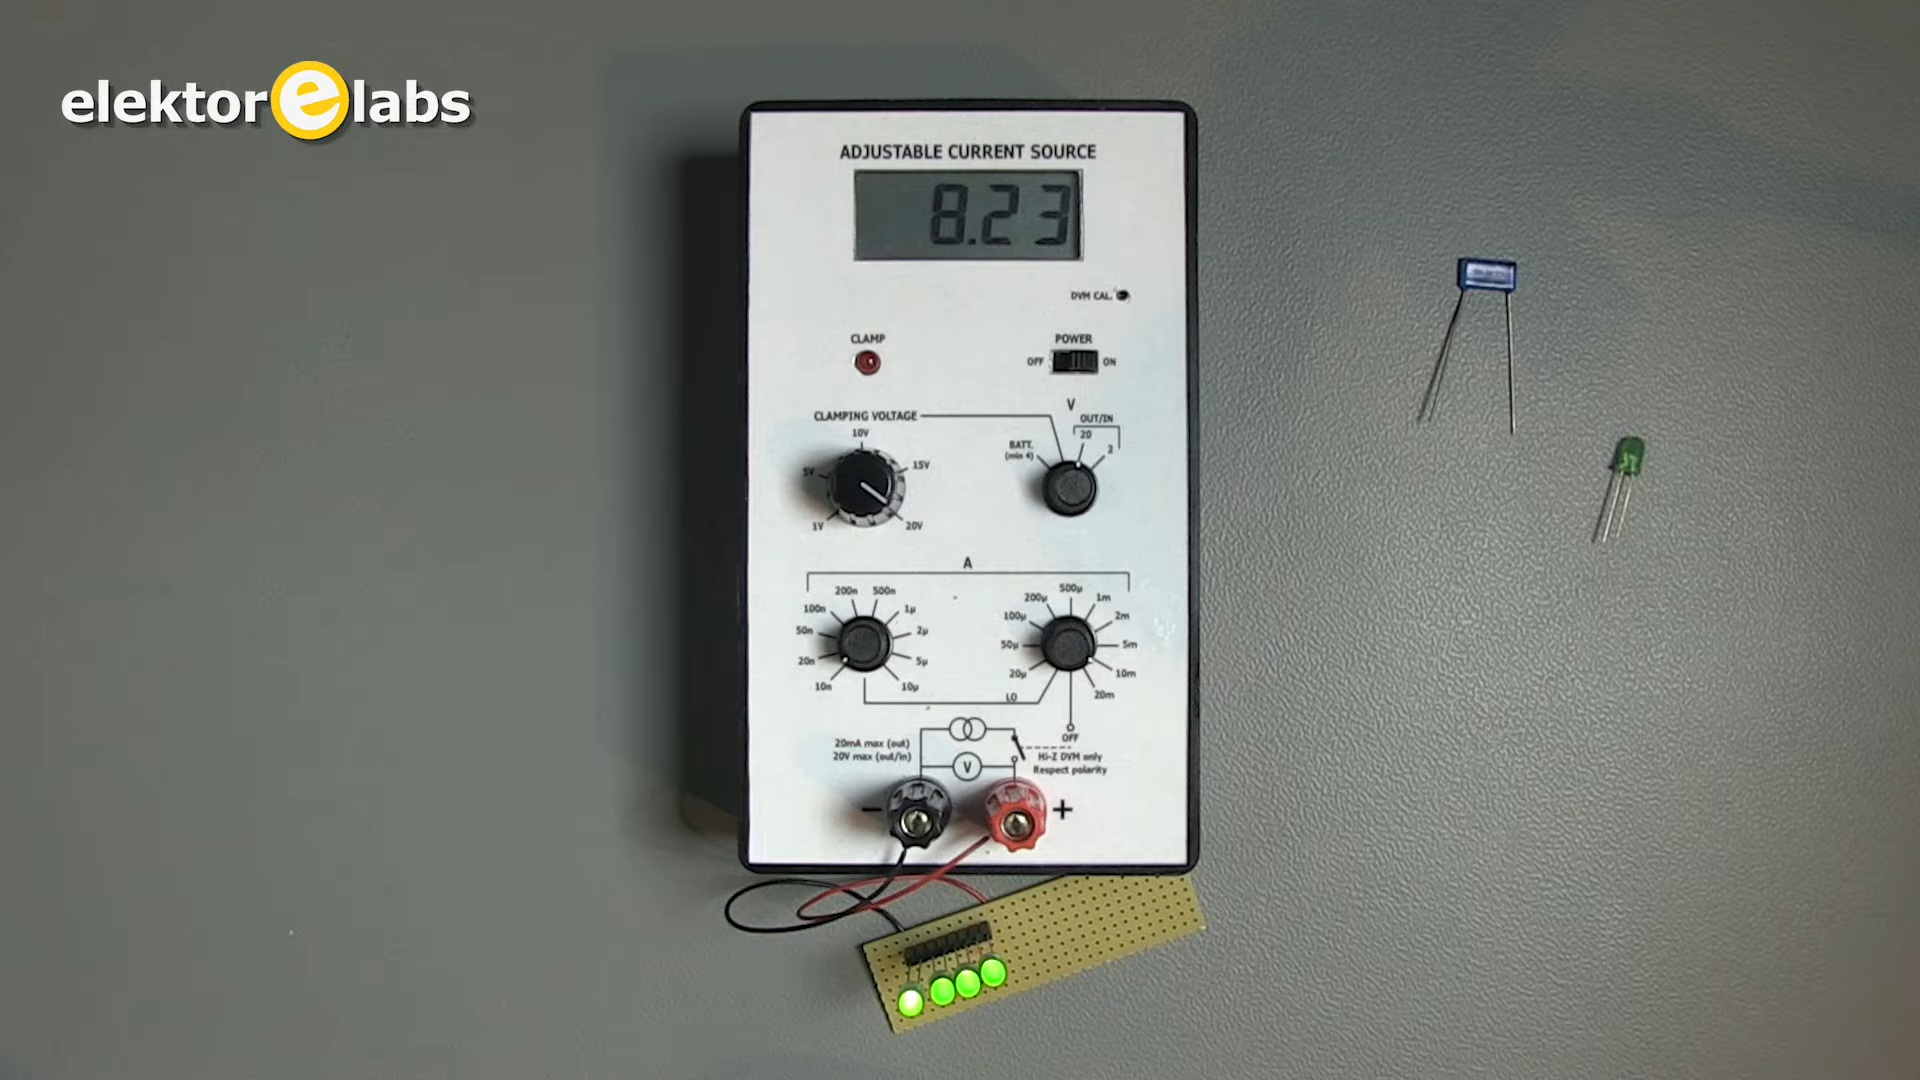 elektor e labs
ADJUSTABLE CURRENT SOURCE
8.23
DVM CAL.
CLAMP
POWER
OFF ON
V
CLAMPING VOLTAGE
OUT/IN
10V
20
BATT.
(min 4)
2
5V
15V
1V
20V
A
200n 500n
100n
1µ
50n
2µ
20n
5µ
10n
10µ
500µ
200µ
1m
100µ
2m
50µ
5m
20µ
10m
20m
LO
OFF
20mA max (out)
20V max (out/in)
V
Hi-Z DVM only
Respect polarity
- +